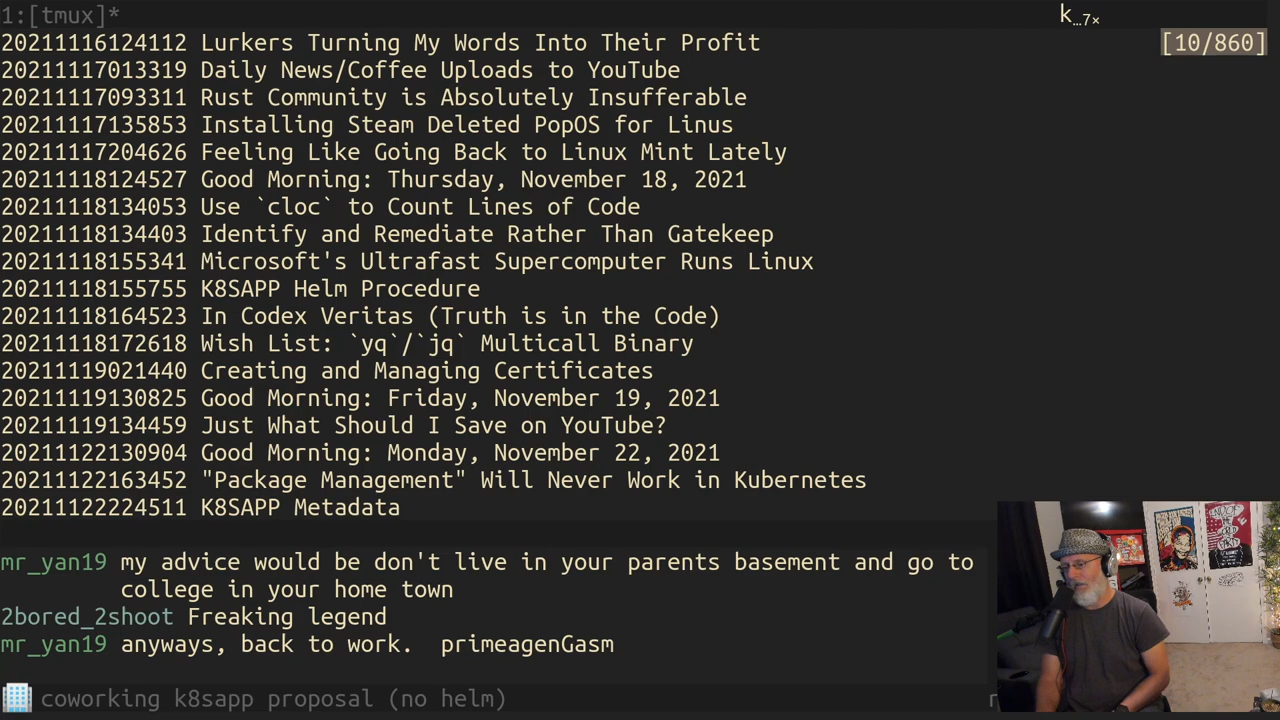 1:[tmux]*
k…7×
20211116124112 Lurkers Turning My Words Into Their Profit
[10/860]
20211117013319 Daily News/Coffee Uploads to YouTube
20211117093311 Rust Community is Absolutely Insufferable
20211117135853 Installing Steam Deleted PopOS for Linus
20211117204626 Feeling Like Going Back to Linux Mint Lately
20211118124527 Good Morning: Thursday, November 18, 2021
20211118134053 Use `cloc` to Count Lines of Code
20211118134403 Identify and Remediate Rather Than Gatekeep
20211118155341 Microsoft's Ultrafast Supercomputer Runs Linux
20211118155755 K8SAPP Helm Procedure
20211118164523 In Codex Veritas (Truth is in the Code)
20211118172618 Wish List: `yq`/`jq` Multicall Binary
20211119021440 Creating and Managing Certificates
20211119130825 Good Morning: Friday, November 19, 2021
20211119134459 Just What Should I Save on YouTube?
20211122130904 Good Morning: Monday, November 22, 2021
20211122163452 "Package Management" Will Never Work in Kubernetes
20211122224511 K8SAPP Metadata
mr_yan19 my advice would be don't live in your parents basement and go to
college in your home town
2bored_2shoot Freaking legend
mr_yan19 anyways, back to work.  primeagenGasm
coworking k8sapp proposal (no helm)